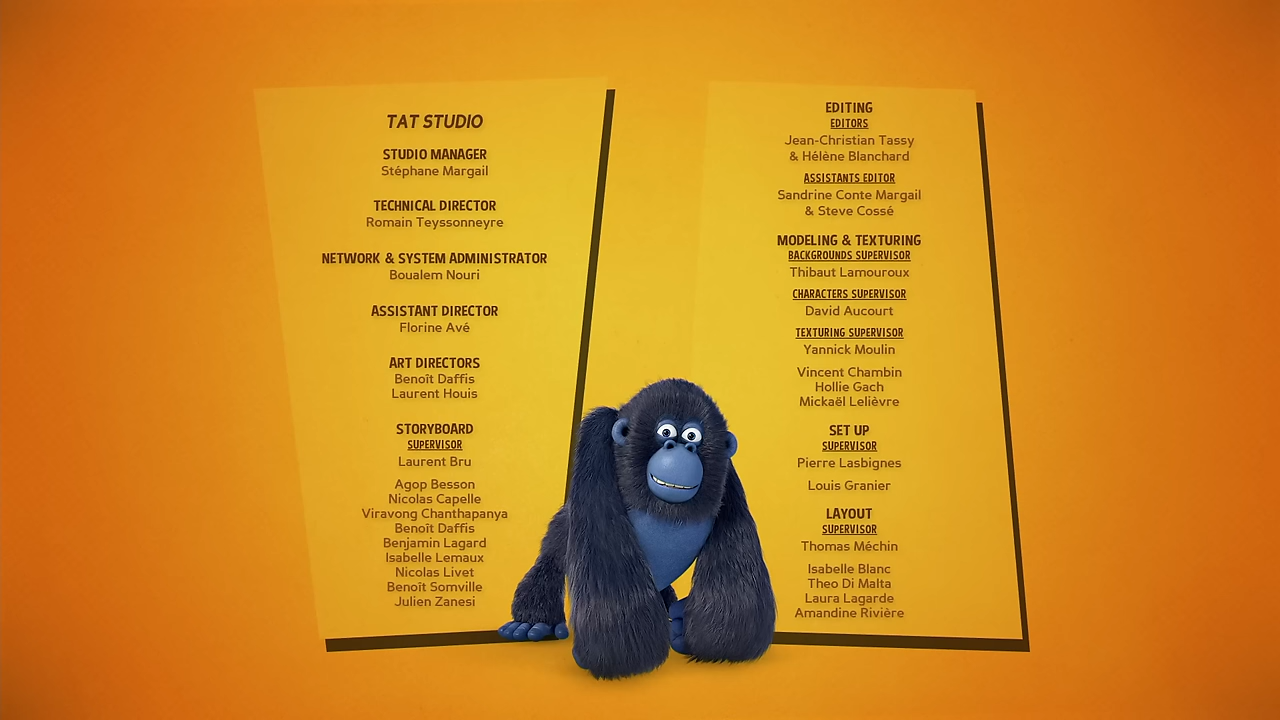 TAT STUDIO
STUDIO MANAGER
Stéphane Margail
TECHNICAL DIRECTOR
Romain Teyssonneyre
NETWORK & SYSTEM ADMINISTRATOR
Boualem Nouri
ASSISTANT DIRECTOR
Florine Avé
ART DIRECTORS
Benoît Daffis
Laurent Houis
STORYBOARD
SUPERVISOR
Laurent Bru
Agop Besson
Nicolas Capelle
Viravong Chanthapanya
Benoît Daffis
Benjamin Lagard
Isabelle Lemaux
Nicolas Livet
Benoît Somville
Julien Zanesi
EDITING
EDITORS
Jean-Christian Tassy
& Hélène Blanchard
ASSISTANTS EDITOR
Sandrine Conte Margail
& Steve Cossé
MODELING & TEXTURING
BACKGROUNDS SUPERVISOR
Thibaut Lamouroux
CHARACTERS SUPERVISOR
David Aucourt
TEXTURING SUPERVISOR
Yannick Moulin
Vincent Chambin
Hollie Gach
Mickaël Lelièvre
SET UP
SUPERVISOR
Pierre Lasbignes
Louis Granier
LAYOUT
SUPERVISOR
Thomas Méchin
Isabelle Blanc
Theo Di Malta
Laura Lagarde
Amandine Rivière